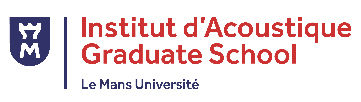 Institut d'Acoustique
Graduate School
Le Mans Université